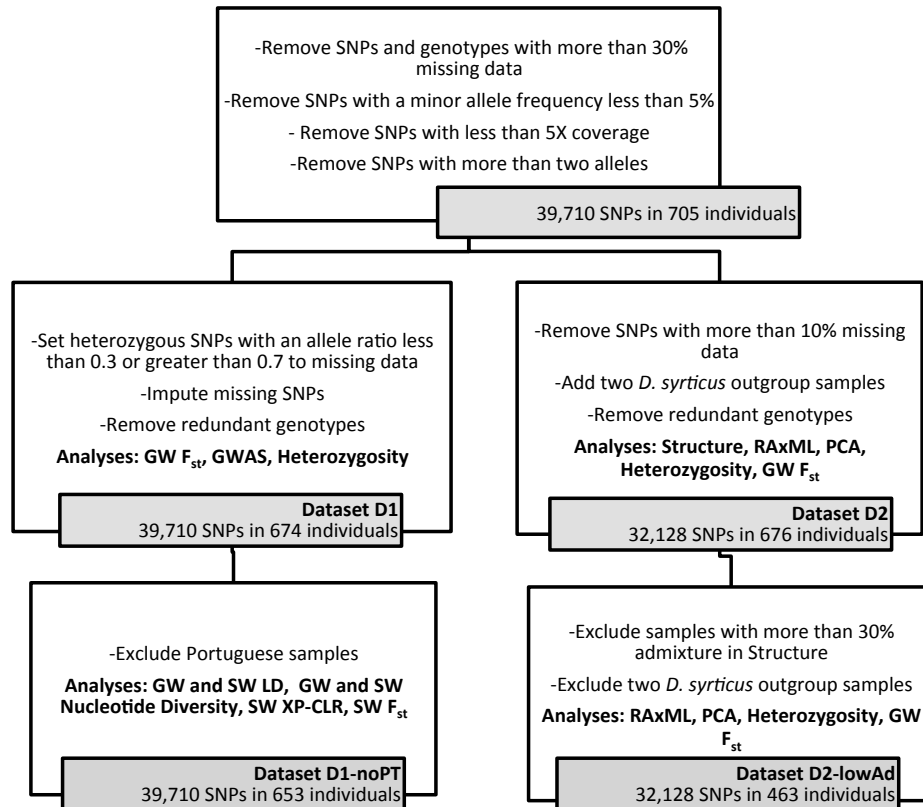 -Remove SNPs and genotypes with more than 30%
missing data
-Remove SNPs with a minor allele frequency less than 5%
- Remove SNPs with less than 5X coverage
-Remove SNPs with more than two alleles
39,710 SNPs in 705 individuals
-Set heterozygous SNPs with an allele ratio less
than 0.3 or greater than 0.7 to missing data
-Impute missing SNPs
-Remove redundant genotypes
Analyses: GW Fst, GWAS, Heterozygosity
Dataset D1
39,710 SNPs in 674 individuals
-Remove SNPs with more than 10% missing
data
-Add two D. syrticus outgroup samples
-Remove redundant genotypes
Analyses: Structure, RAxML, PCA,
Heterozygosity, GW Fst
Dataset D2
32,128 SNPs in 676 individuals
-Exclude Portuguese samples
Analyses: GW and SW LD, GW and SW
Nucleotide Diversity, SW XP-CLR, SW Fst
Dataset D1-noPT
39,710 SNPs in 653 individuals
-Exclude samples with more than 30%
admixture in Structure
-Exclude two D. syrticus outgroup samples
Analyses: RAxML, PCA, Heterozygosity, GW
Fst
Dataset D2-lowAd
32,128 SNPs in 463 individuals